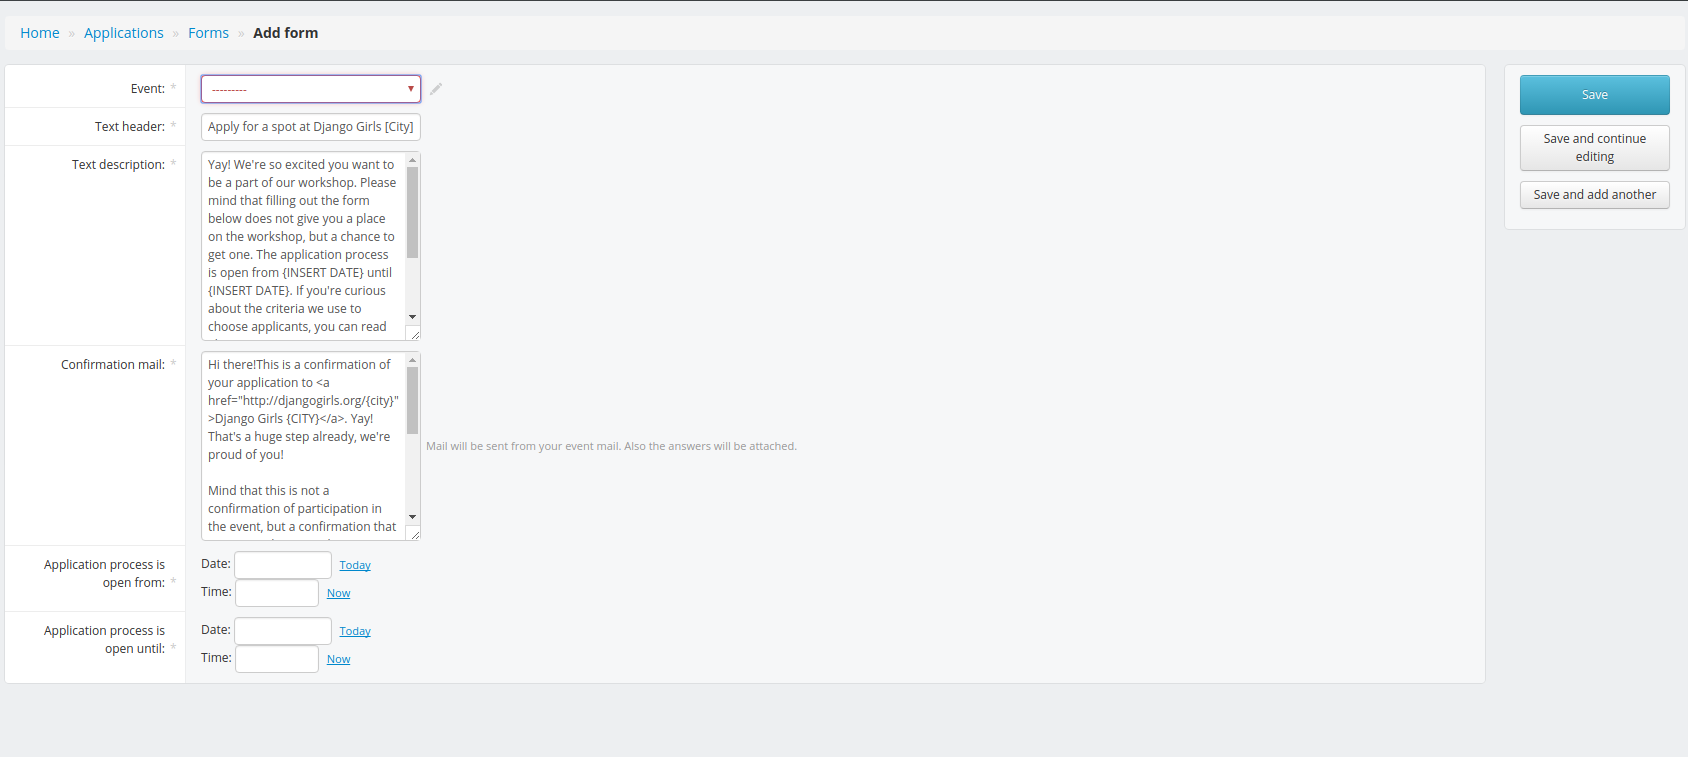 Home » Applications » Forms » Add form
Event: *
---------
Text header: *
Apply for a spot at Django Girls [City]
Text description: *
Yay! We're so excited you want to
be a part of our workshop. Please
mind that filling out the form
below does not give you a place
on the workshop, but a chance to
get one. The application process
is open from {INSERT DATE} until
{INSERT DATE}. If you're curious
about the criteria we use to
choose applicants, you can read
Confirmation mail: *
Hi there!This is a confirmation of
your application to <a
href="http://djangogirls.org/{city}"
>Django Girls {CITY}</a>. Yay!
That's a huge step already, we're
proud of you!
Mind that this is not a
confirmation of participation in
the event, but a confirmation that
Mail will be sent from your event mail. Also the answers will be attached.
Application process is
open from: *
Date: Today
Time: Now
Application process is
open until: *
Date: Today
Time: Now
Save
Save and continue
editing
Save and add another